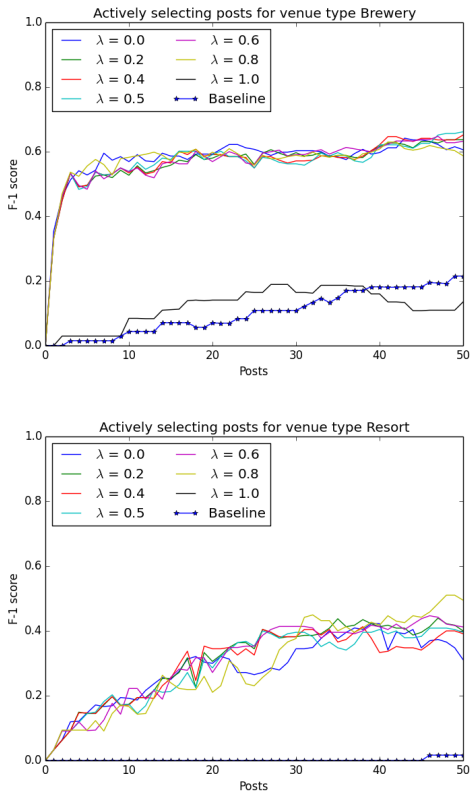 Actively selecting posts for venue type Brewery
1.0
λ = 0.0 λ = 0.6
λ = 0.2 λ = 0.8
λ = 0.4 λ = 1.0
λ = 0.5 Baseline
0.8
0.6
F-1 score
0.4
0.2
0.0
0 10 20 30 40 50
Posts
Actively selecting posts for venue type Resort
1.0
λ = 0.0 λ = 0.6
λ = 0.2 λ = 0.8
λ = 0.4 λ = 1.0
λ = 0.5 Baseline
0.8
0.6
F-1 score
0.4
0.2
0.0
0 10 20 30 40 50
Posts